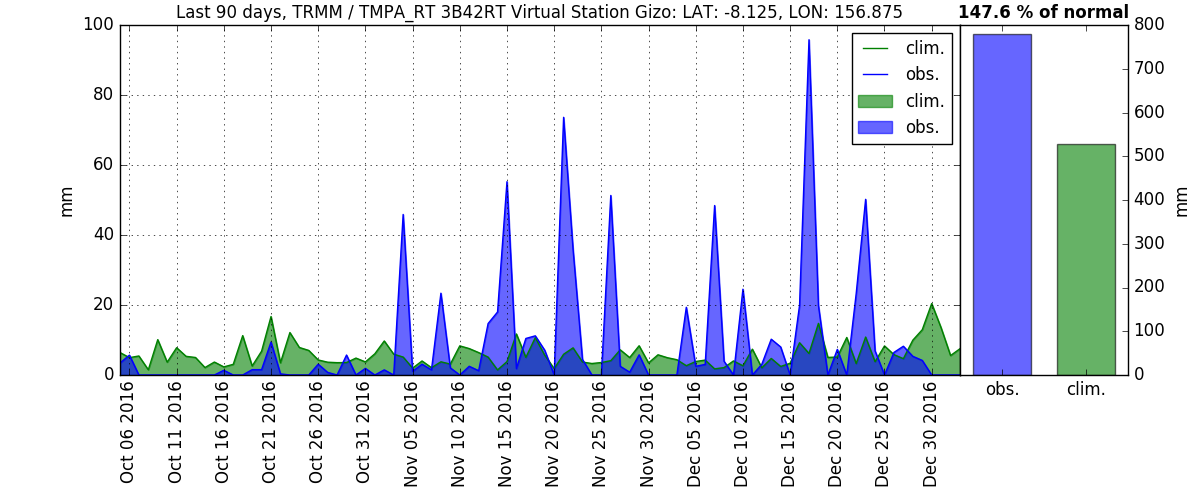 Last 90 days, TRMM / TMPA_RT 3B42RT Virtual Station Gizo: LAT: -8.125, LON: 156.875
147.6 % of normal
100
80
60
40
20
0
mm
clim.
obs.
clim.
obs.
Oct 06 2016
Oct 11 2016
Oct 16 2016
Oct 21 2016
Oct 26 2016
Oct 31 2016
Nov 05 2016
Nov 10 2016
Nov 15 2016
Nov 20 2016
Nov 25 2016
Nov 30 2016
Dec 05 2016
Dec 10 2016
Dec 15 2016
Dec 20 2016
Dec 25 2016
Dec 30 2016
800
700
600
500
400
300
200
100
0
mm
obs.
clim.